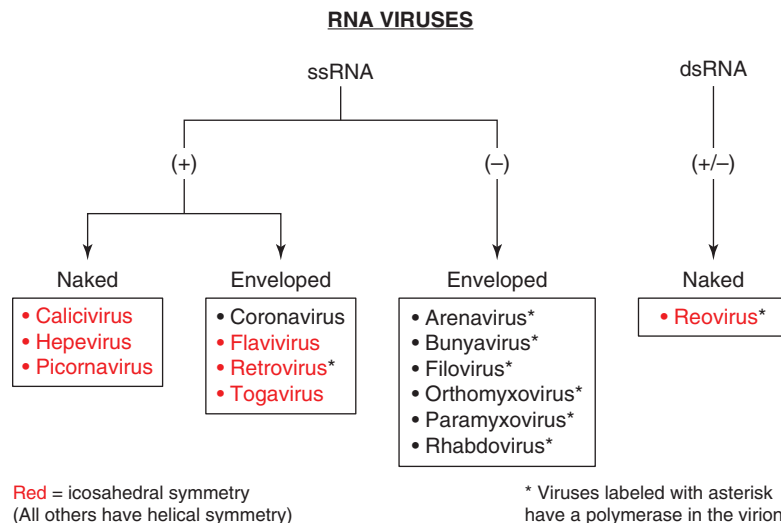 RNA VIRUSES
ssRNA
dsRNA
(+)
(–)
(+/–)
Naked
Enveloped
Enveloped
Naked
• Calicivirus
• Hepevirus
• Picornavirus
• Coronavirus
• Flavivirus
• Retrovirus*
• Togavirus
• Arenavirus*
• Bunyavirus*
• Filovirus*
• Orthomyxovirus*
• Paramyxovirus*
• Rhabdovirus*
• Reovirus*
Red = icosahedral symmetry
(All others have helical symmetry)
* Viruses labeled with asterisk
have a polymerase in the virion